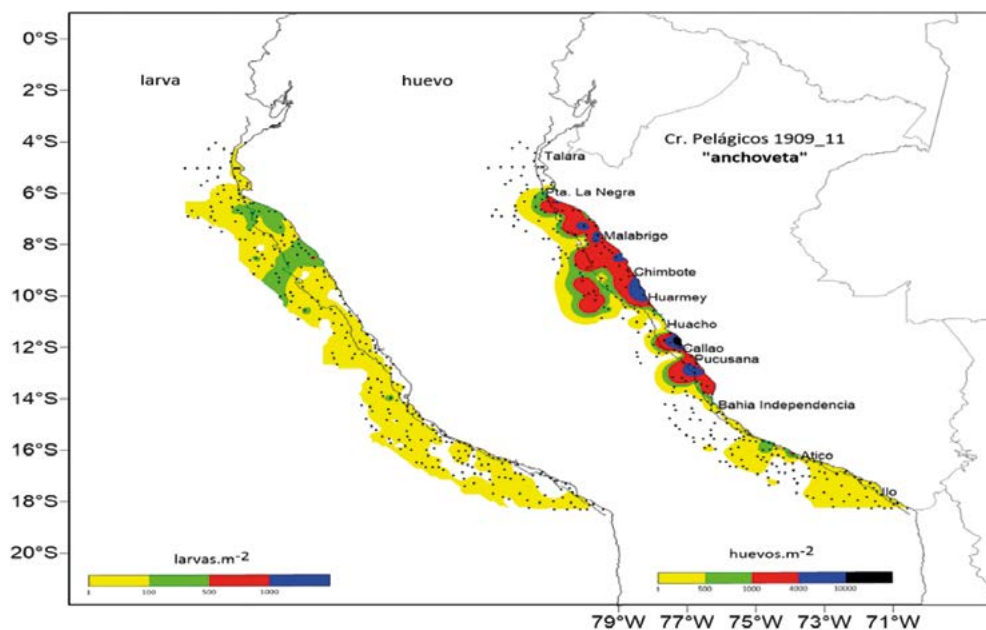 0°S
2°S
4°S
6°S
8°S
10°S
12°S
14°S
16°S
18°S
20°S
larva
huevo
Cr. Pelágicos 1909_11
"anchoveta"
Talara
Pta. La Negra
Malabrigo
Chimbote
Huarmey
Huacho
Callao
Pucusana
Bahia Independencia
Atico
Ilo
larvas.m-2
1 100 500 1000
huevos.m-2
1 500 1000 4000 10000
79°W 77°W 75°W 73°W 71°W